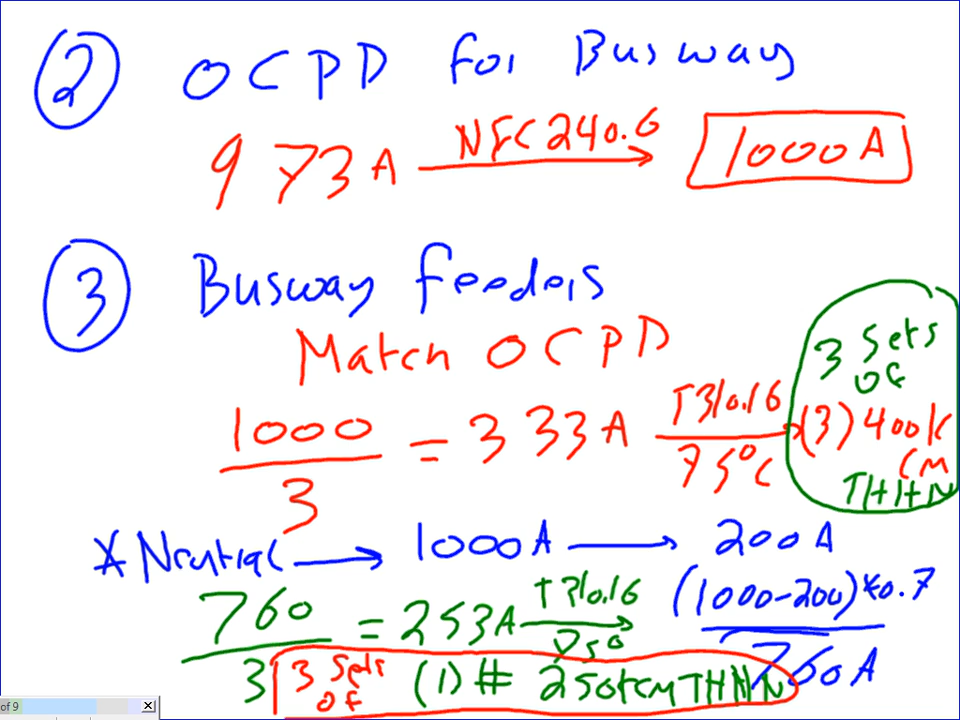 2 OCPD for Busway
973A NEC 240.6 1000A
3 Busway Feeders
Match OCPD
1000/3 = 333A T310.16 75°C (3) 400KCM
3 Sets OF THHN
*Neutral → 1000A → 200A
(1000-200)*0.7
760A
760/3 = 253A T310.16 75°
3 Sets OF (1) # 250KCM THHN
of 9